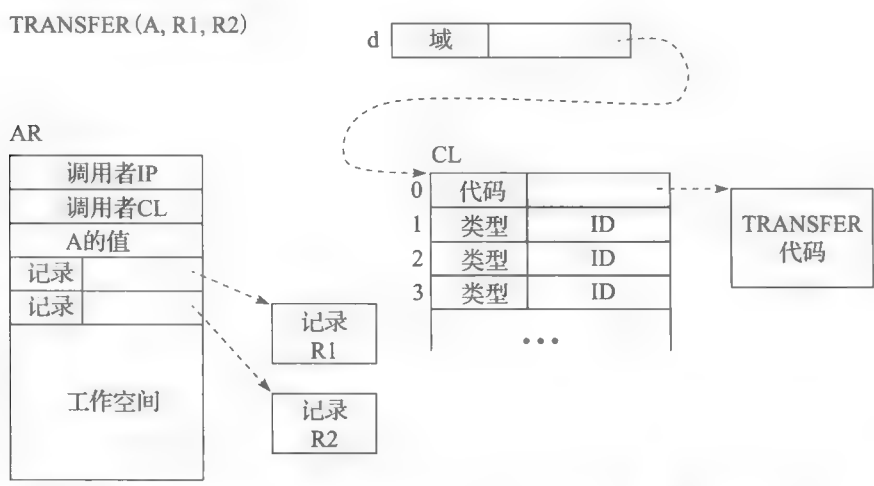 TRANSFER(A, R1, R2)
d 域
AR
调用者IP
调用者CL
A的值
记录
记录
工作空间
记录
R1
记录
R2
CL
0 代码
1 类型 ID
2 类型 ID
3 类型 ID
•••
TRANSFER
代码